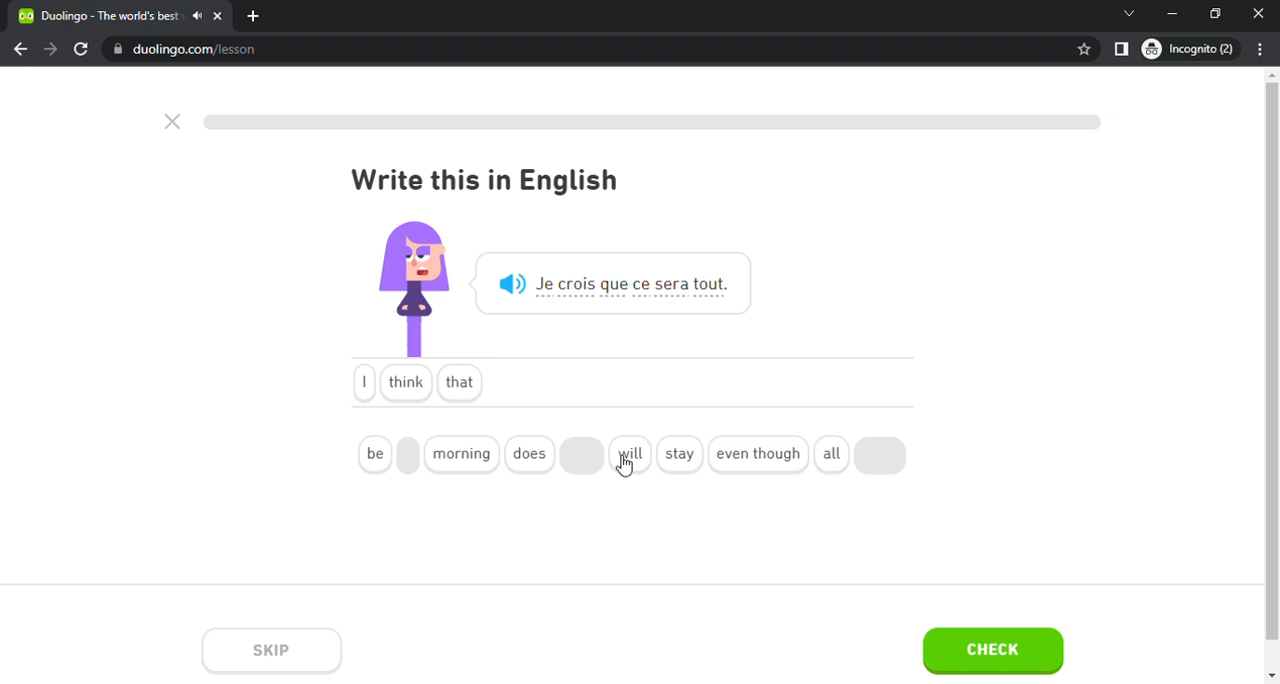 Duolingo - The world's best
duolingo.com/lesson
Incognito (2)
Write this in English
Je crois que ce sera tout.
I think that
be morning does will stay even though all
SKIP
CHECK